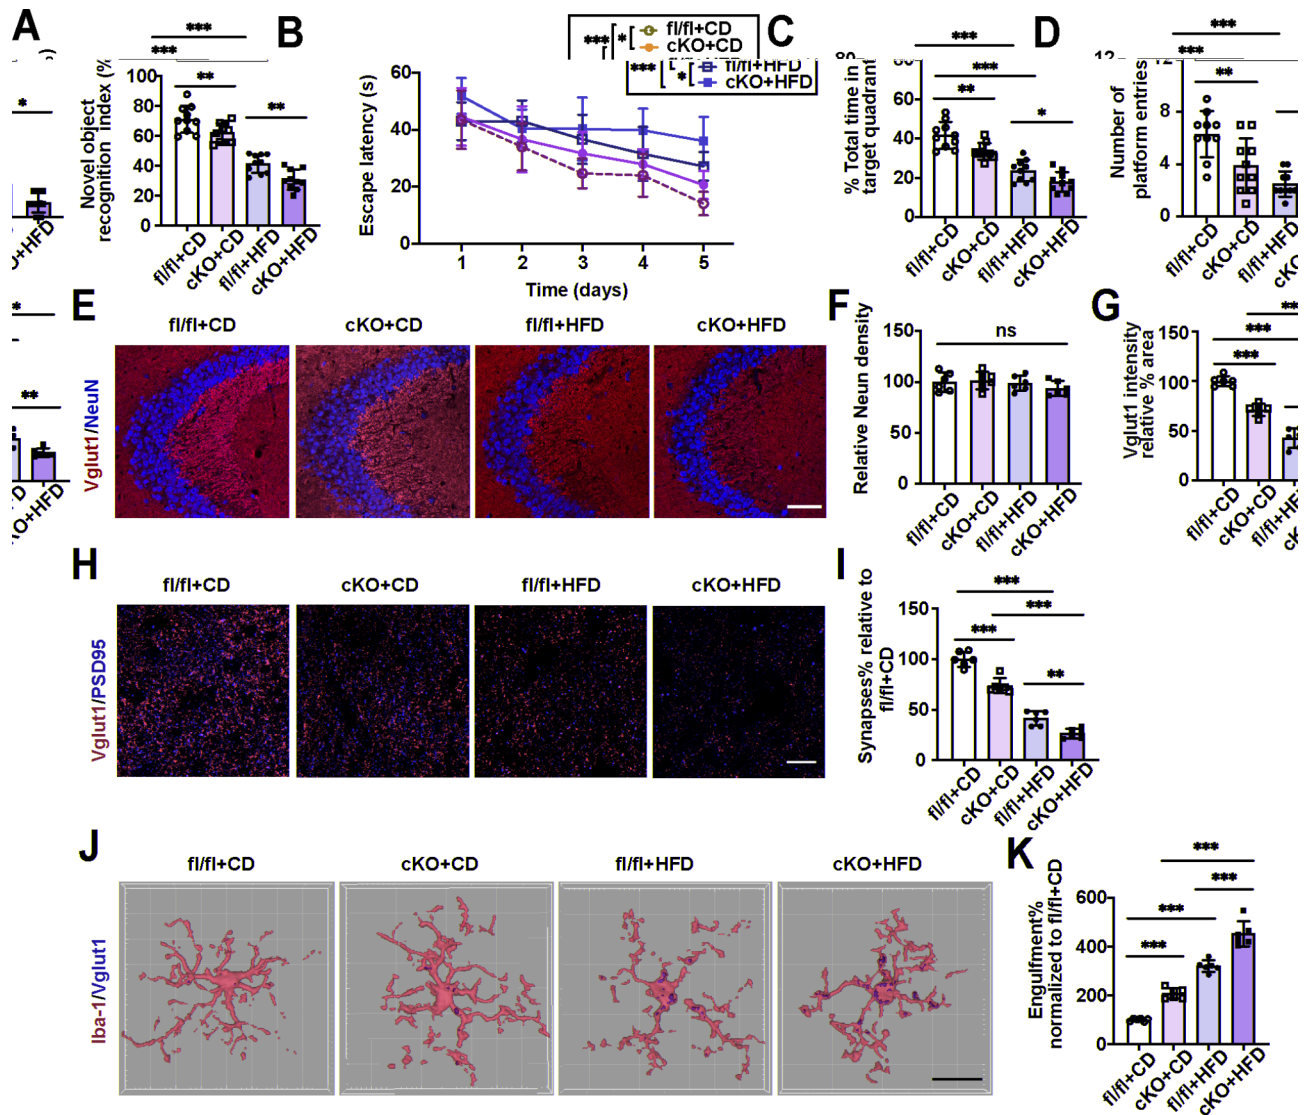 A
***
***
Novel object
recognition index (%
100
80
60
40
20
0
**
**
fl/fl+CD
cKO+CD
fl/fl+HFD
cKO+HFD
*
**
B
***
*
fl/fl+CD
cKO+CD
***
*
fl/fl+HFD
cKO+HFD
Escape latency (s)
60
40
20
0
1 2 3 4 5
Time (days)
C
% Total time in
target quadrant
60
40
20
0
***
***
**
*
fl/fl+CD
cKO+CD
fl/fl+HFD
cKO+HFD
D
Number of
platform entries
12
8
4
0
***
***
**
fl/fl+CD
cKO+CD
fl/fl+HFD
E
fl/fl+CD cKO+CD fl/fl+HFD cKO+HFD
Vglut1/NeuN
F
Relative Neun density
150
100
50
0
ns
fl/fl+CD
cKO+CD
fl/fl+HFD
cKO+HFD
G
Vglut1 intensity
relative % area
150
100
50
0
**
***
***
fl/fl+CD
cKO+CD
fl/fl+HFD
H
fl/fl+CD cKO+CD fl/fl+HFD cKO+HFD
Vglut1/PSD95
I
Synapses% relative to
fl/fl+CD
150
100
50
0
***
***
***
**
fl/fl+CD
cKO+CD
fl/fl+HFD
cKO+HFD
J
fl/fl+CD cKO+CD fl/fl+HFD cKO+HFD
Iba-1/Vglut1
K
Engulfment%
normalized to fl/fl+CD
600
400
200
0
***
***
***
***
fl/fl+CD
cKO+CD
fl/fl+HFD
cKO+HFD